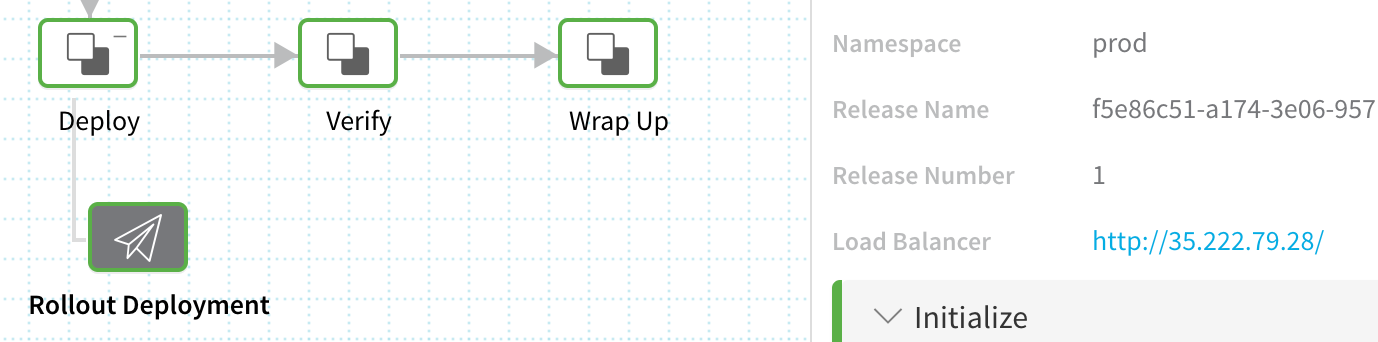 Deploy
Verify
Wrap Up
Rollout Deployment
Namespace prod
Release Name f5e86c51-a174-3e06-957
Release Number 1
Load Balancer http://35.222.79.28/
Initialize